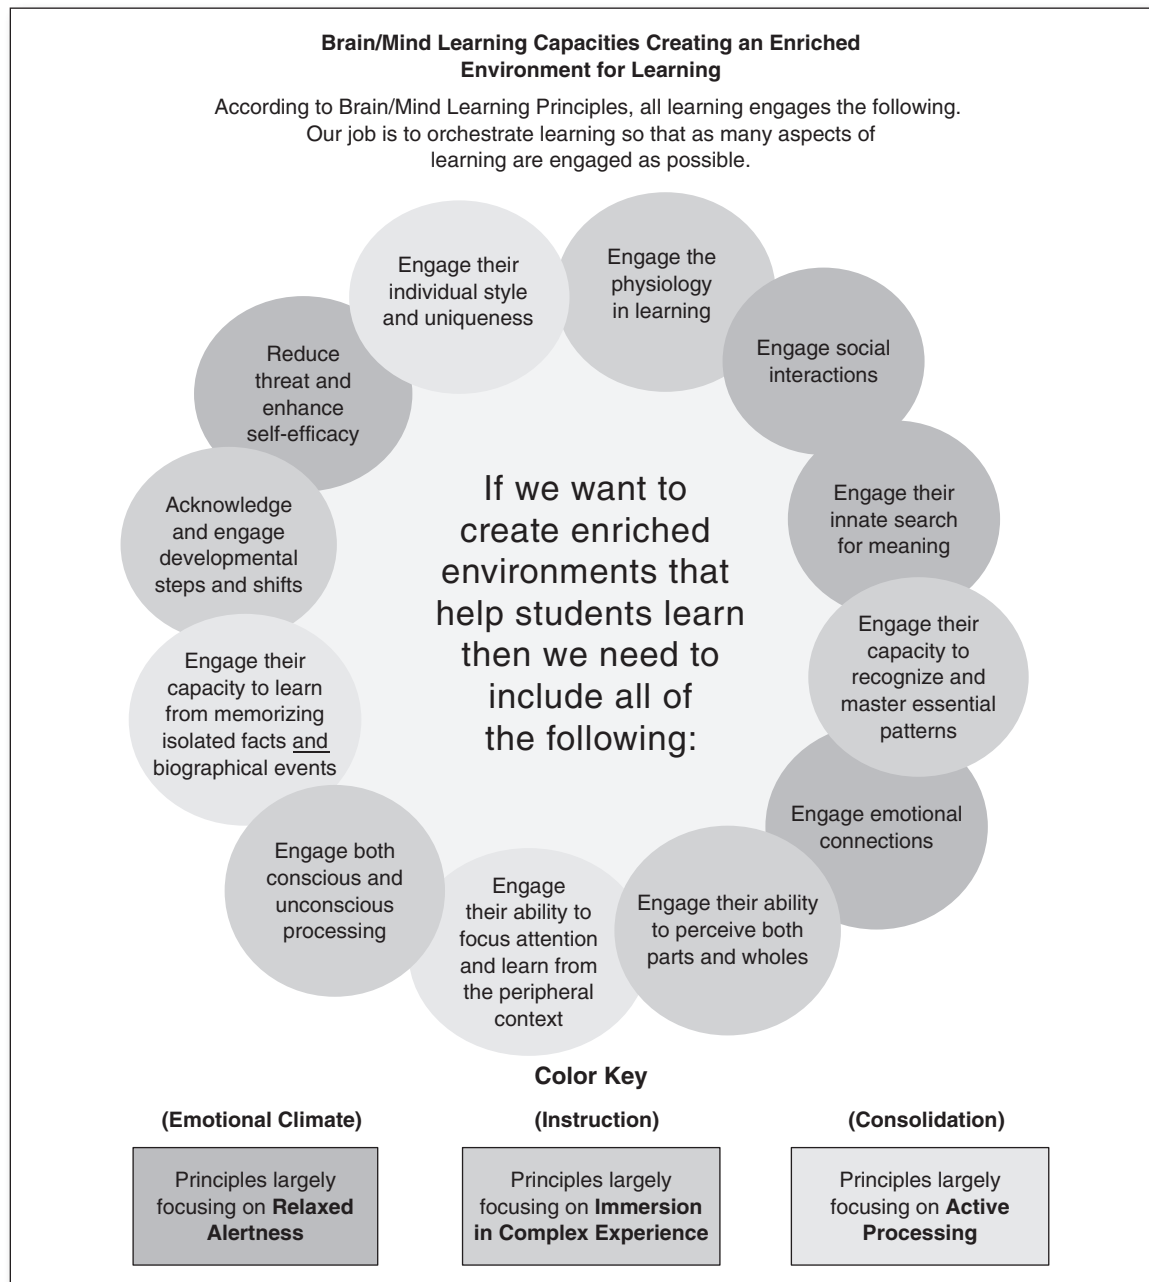 Brain/Mind Learning Capacities Creating an Enriched
Environment for Learning
According to Brain/Mind Learning Principles, all learning engages the following.
Our job is to orchestrate learning so that as many aspects of
learning are engaged as possible.
Engage their
individual style
and uniqueness
Engage the
physiology
in learning
Engage social
interactions
Engage their
innate search
for meaning
Engage their
capacity to
recognize and
master essential
patterns
Engage emotional
connections
Engage their ability
to perceive both
parts and wholes
Engage
their ability to
focus attention
and learn from
the peripheral
context
Engage both
conscious and
unconscious
processing
Engage their
capacity to learn
from memorizing
isolated facts and
biographical events
Acknowledge
and engage
developmental
steps and shifts
Reduce
threat and
enhance
self-efficacy
If we want to
create enriched
environments that
help students learn
then we need to
include all of
the following:
Color Key
(Emotional Climate)
Principles largely
focusing on Relaxed
Alertness
(Instruction)
Principles largely
focusing on Immersion
in Complex Experience
(Consolidation)
Principles largely
focusing on Active
Processing